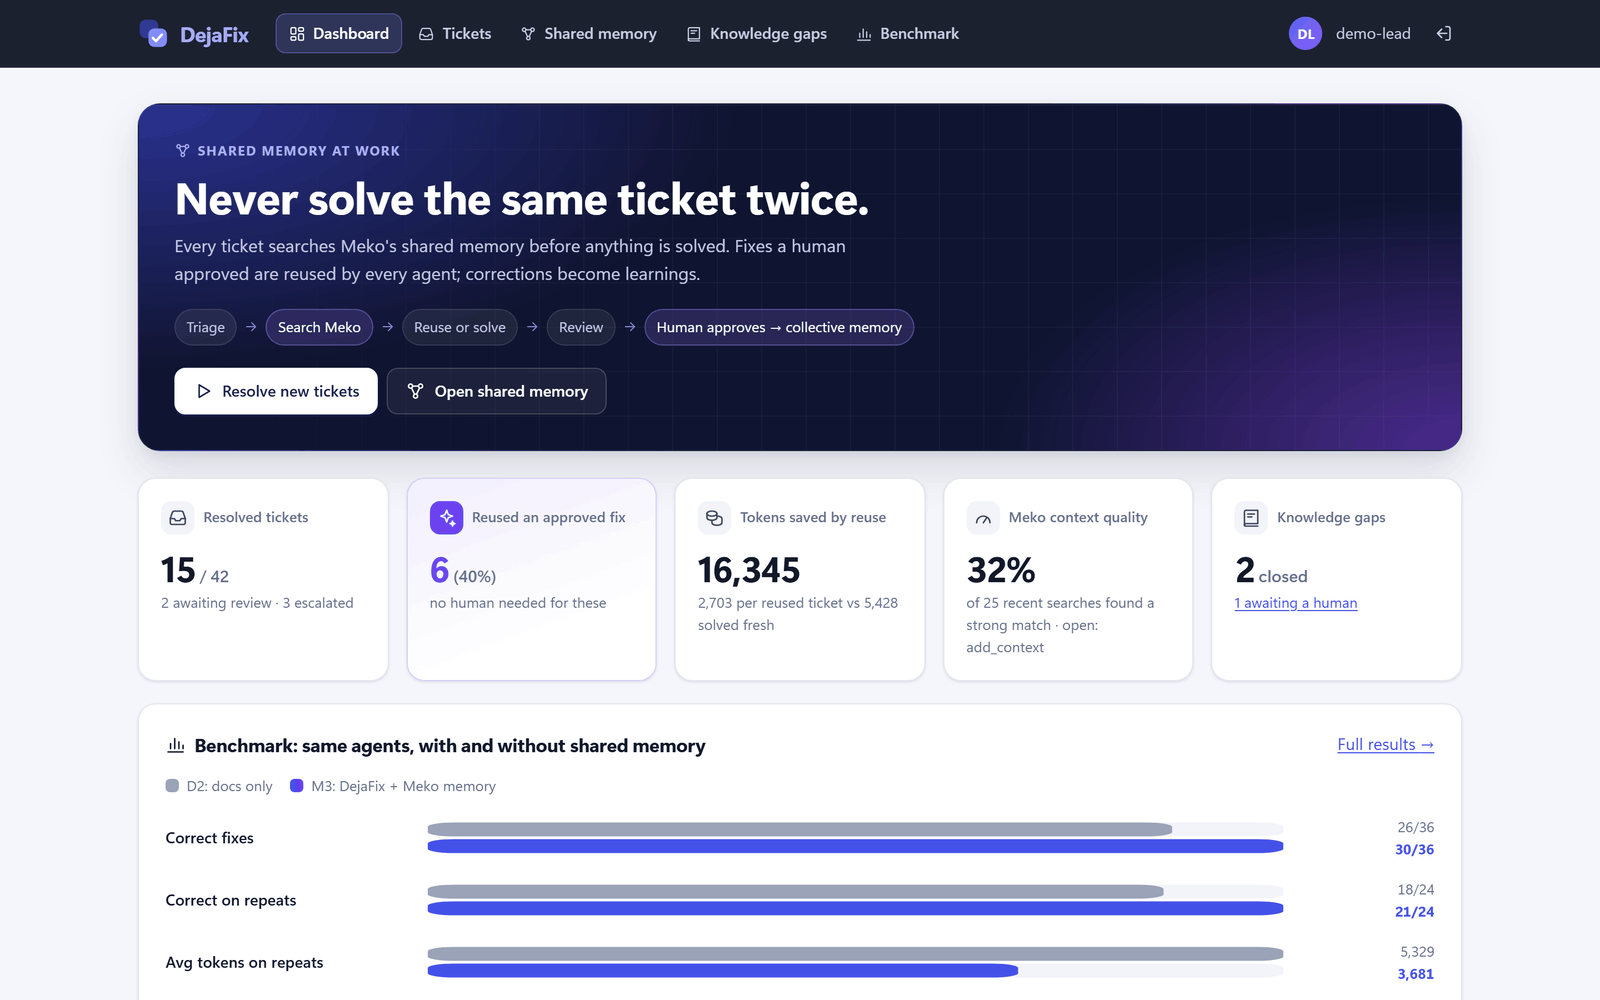 DejaFix
Dashboard
Tickets
Shared memory
Knowledge gaps
Benchmark
DL
demo-lead
SHARED MEMORY AT WORK
Never solve the same ticket twice.
Every ticket searches Meko's shared memory before anything is solved. Fixes a human
approved are reused by every agent; corrections become learnings.
Triage → Search Meko → Reuse or solve → Review → Human approves → collective memory
Resolve new tickets
Open shared memory
Resolved tickets
15 / 42
2 awaiting review · 3 escalated
Reused an approved fix
6 (40%)
no human needed for these
Tokens saved by reuse
16,345
2,703 per reused ticket vs 5,428
solved fresh
Meko context quality
32%
of 25 recent searches found a
strong match · open:
add_context
Knowledge gaps
2 closed
1 awaiting a human
Benchmark: same agents, with and without shared memory
Full results →
D2: docs only
M3: DejaFix + Meko memory
Correct fixes
26/36
30/36
Correct on repeats
18/24
21/24
Avg tokens on repeats
5,329
3,681